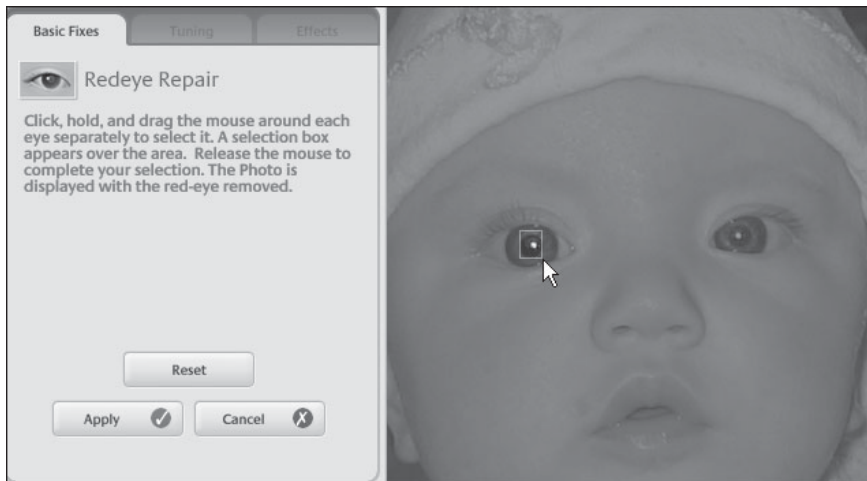 Basic Fixes
Tuning
Effects
Redeye Repair
Click, hold, and drag the mouse around each
eye separately to select it. A selection box
appears over the area.  Release the mouse to
complete your selection. The Photo is
displayed with the red-eye removed.
Reset
Apply
Cancel